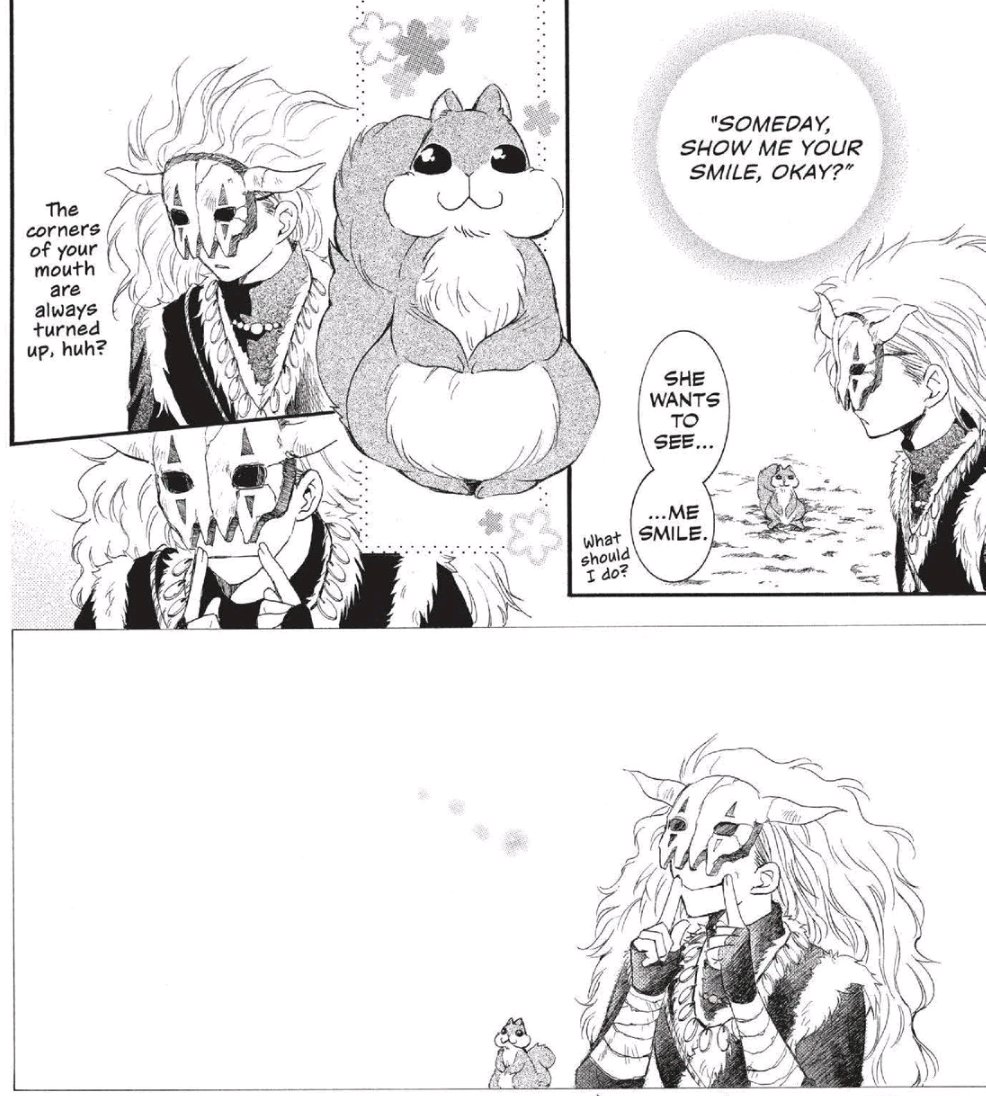 "SOMEDAY,
SHOW ME YOUR
SMILE, OKAY?"
SHE
WANTS
TO
SEE...
...ME
SMILE.
What
should
I do?
The
corners
of your
mouth
are
always
turned
up, huh?